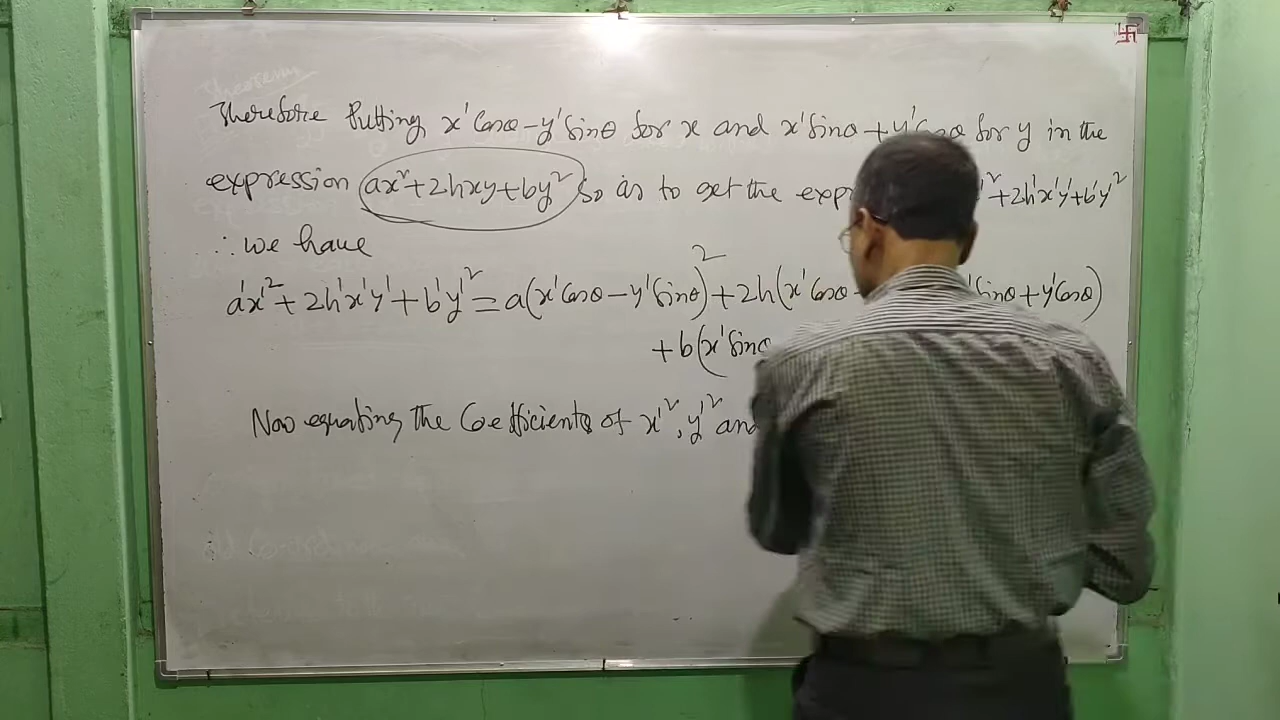 Therefore Putting x' Cosθ - y' Sinθ for x and x' Sinθ + y' Cosθ for y in the
expression ax² + 2hxy + by² so as to get the '² + 2h'x'y' + b'y'²
∴ we have
a'x'² + 2h'x'y' + b'y'² = a(x' Cosθ - y' Sinθ)² + 2h(x' Cosθ - Sinθ + y' Cosθ)
+ b(x' Sinθ
Now equating the Coefficients of x'², y'² and